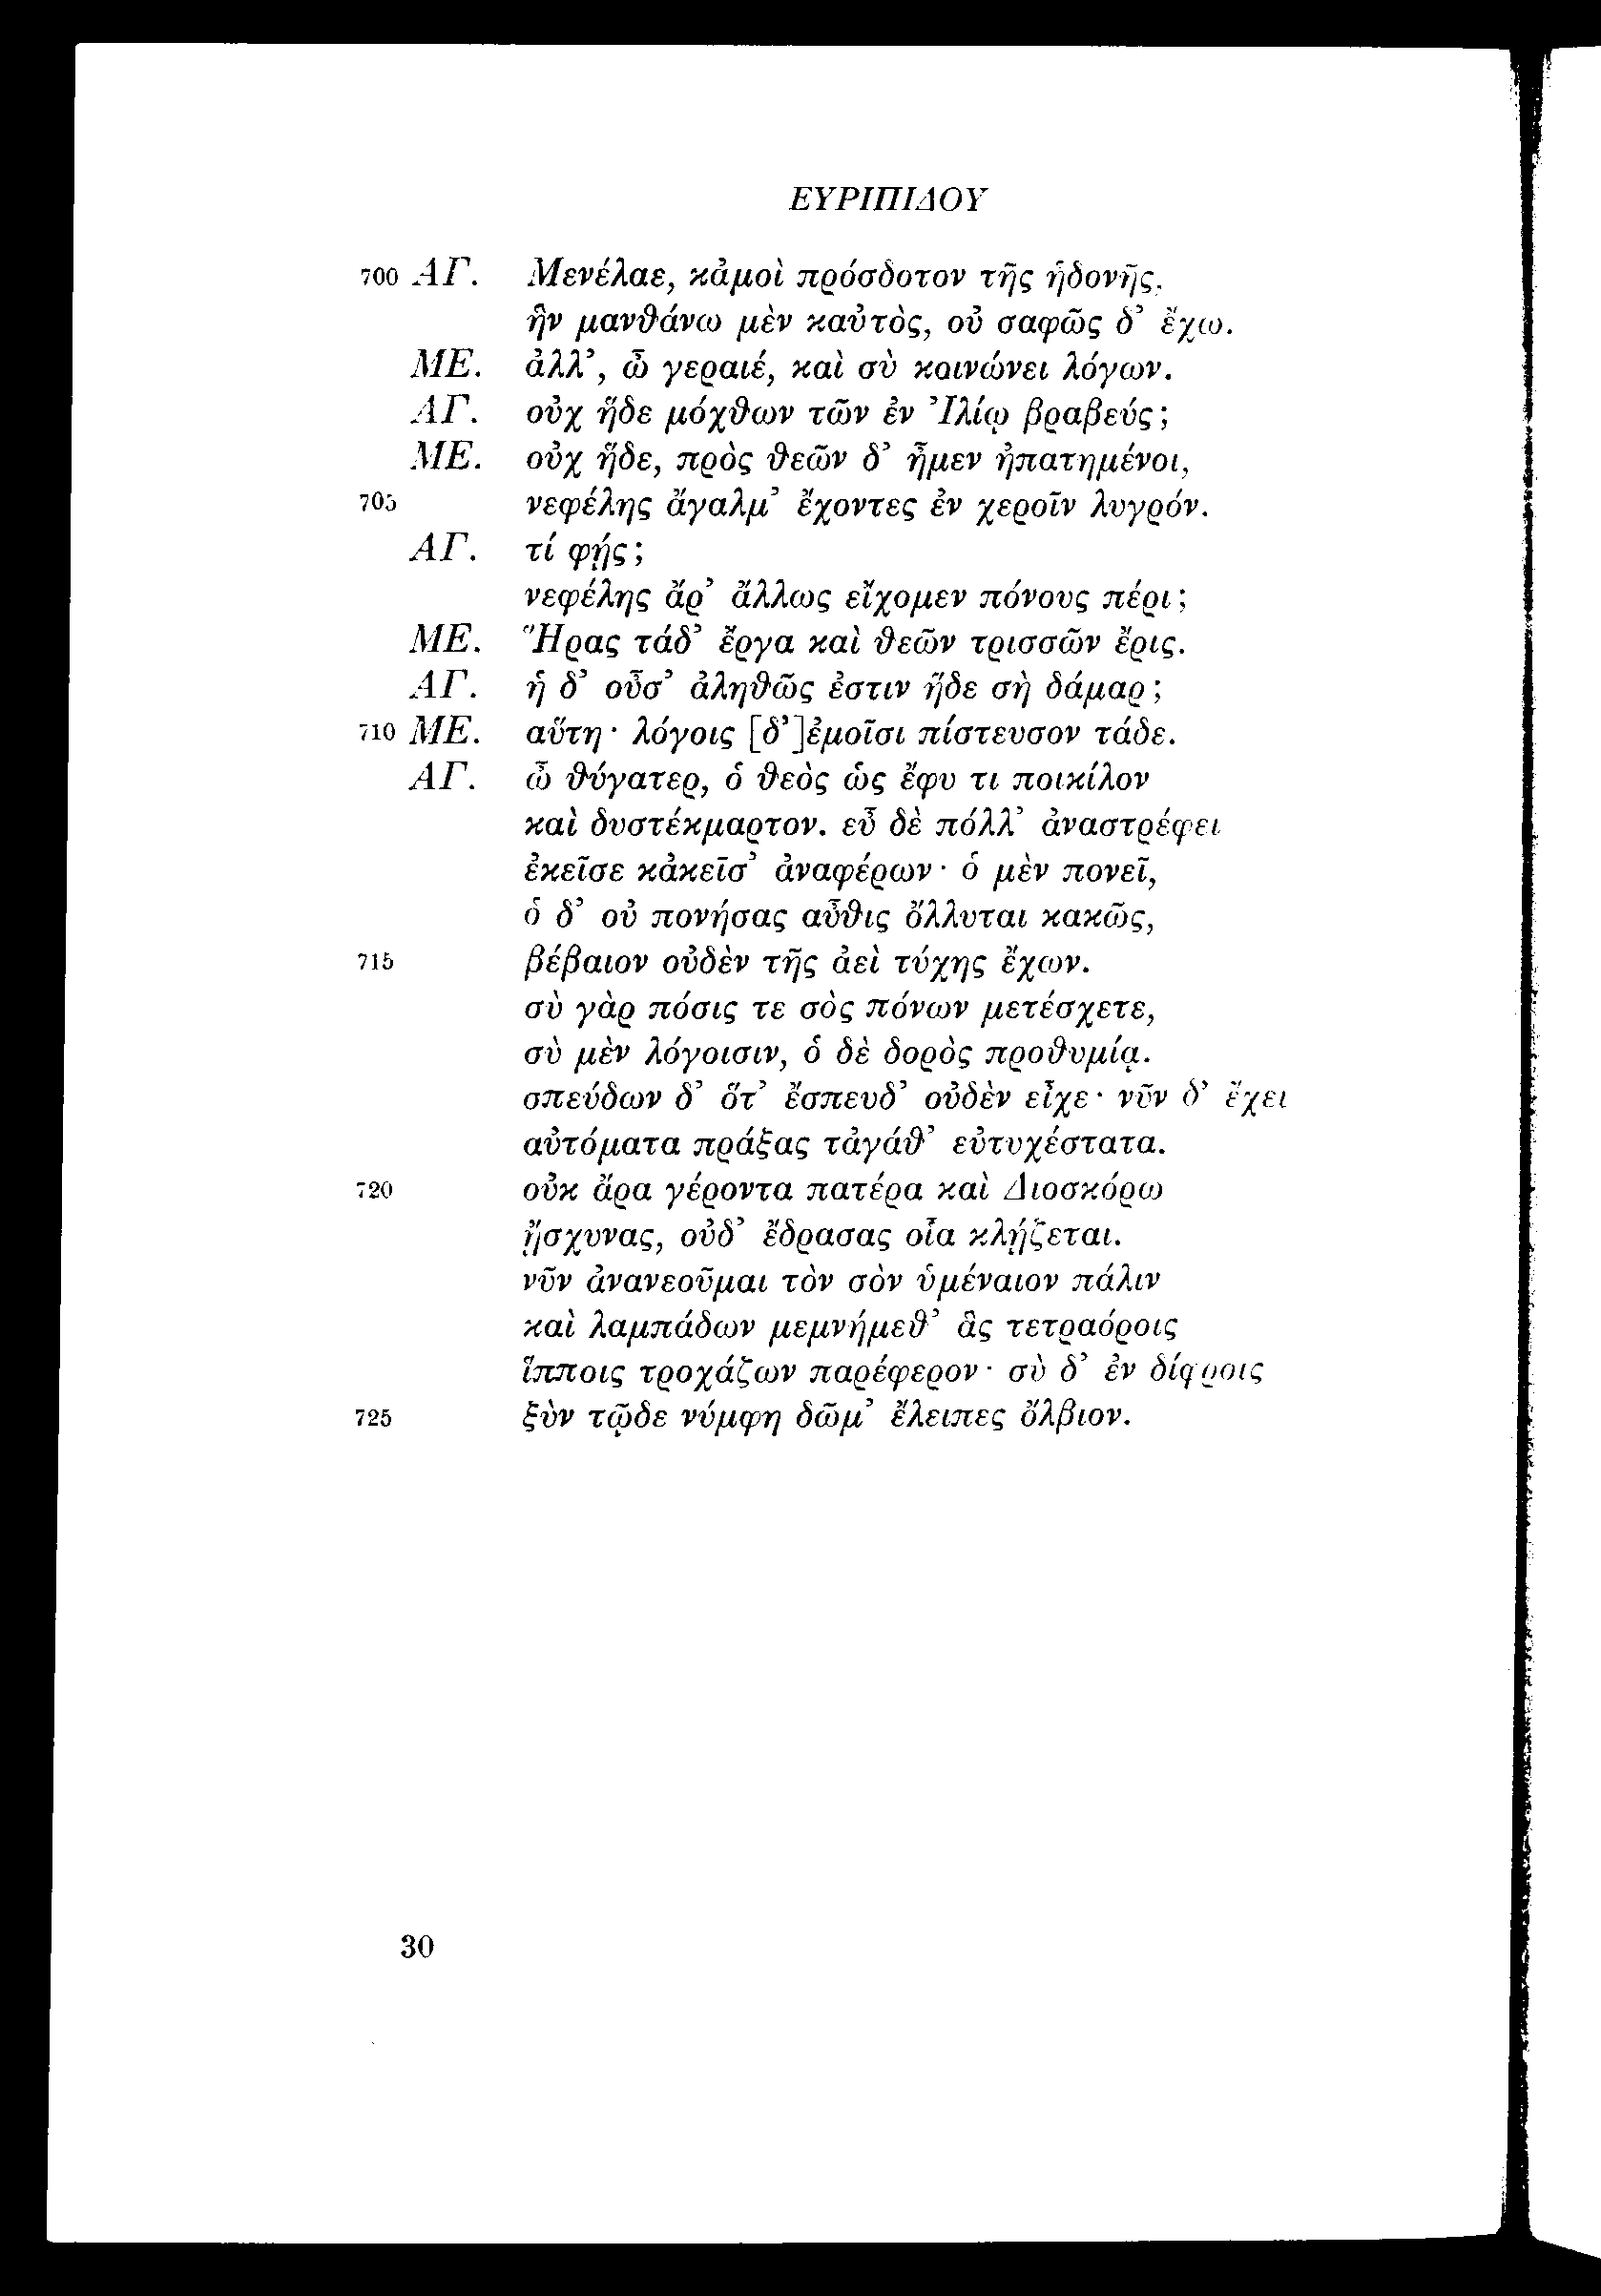 ΕΥΡΙΠΙΔΟΥ
700 ΑΓ. Μενέλαε, κἀμοὶ πρόσδοτον τῆς ἡδονῆς,
ἣν μανθάνω μὲν καὐτὸς, οὐ σαφῶς δ’ ἔχω.
ΜΕ. ἀλλ’, ὦ γεραιέ, καὶ σὺ κοινώνει λόγων.
ΑΓ. οὐχ ἥδε μόχθων τῶν ἐν Ἰλίῳ βραβεύς;
ΜΕ. οὐχ ἥδε, πρὸς θεῶν δ’ ἦμεν ἠπατημένοι,
705 νεφέλης ἄγαλμ’ ἔχοντες ἐν χεροῖν λυγρόν.
ΑΓ. τί φῄς;
νεφέλης ἄρ’ ἄλλως εἴχομεν πόνους πέρι;
ΜΕ. Ἥρας τάδ’ ἔργα καὶ θεῶν τρισσῶν ἔρις.
ΑΓ. ἡ δ’ οὖσ’ ἀληθῶς ἐστιν ἥδε σὴ δάμαρ;
710 ΜΕ. αὕτη· λόγοις [δ’]ἐμοῖσι πίστευσον τάδε.
ΑΓ. ὦ θύγατερ, ὁ θεὸς ὡς ἔφυ τι ποικίλον
καὶ δυστέκμαρτον. εὖ δὲ πόλλ’ ἀναστρέφει
ἐκεῖσε κἀκεῖσ’ ἀναφέρων· ὁ μὲν πονεῖ,
ὁ δ’ οὐ πονήσας αὖθις ὄλλυται κακῶς,
715 βέβαιον οὐδὲν τῆς ἀεὶ τύχης ἔχων.
σὺ γὰρ πόσις τε σὸς πόνων μετέσχετε,
σὺ μὲν λόγοισιν, ὁ δὲ δορὸς προθυμίᾳ.
σπεύδων δ’ ὅτ’ ἔσπευδ’ οὐδὲν εἶχε· νῦν δ’ ἔχει
αὐτόματα πράξας τἀγάθ’ εὐτυχέστατα.
720 οὐκ ἄρα γέροντα πατέρα καὶ Διοσκόρω
ᾔσχυνας, οὐδ’ ἔδρασας οἷα κλῄζεται.
νῦν ἀνανεοῦμαι τὸν σὸν ὑμέναιον πάλιν
καὶ λαμπάδων μεμνήμεθ’ ἃς τετραόροις
ἵπποις τροχάζων παρέφερον· σὺ δ’ ἐν δίφροις
725 ξὺν τῷδε νύμφη δῶμ’ ἔλειπες ὄλβιον.
30